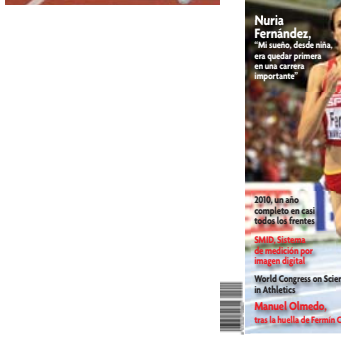 Nuria
Fernández,
"Mi sueño, desde niña,
era quedar primera
en una carrera
importante"
Fer
2010, un año
completo en casi
todos los frentes
SMID: Sistema
de medición por
imagen digital
World Congress on Scien
in Athletics
Manuel Olmedo,
tras la huella de Fermín C